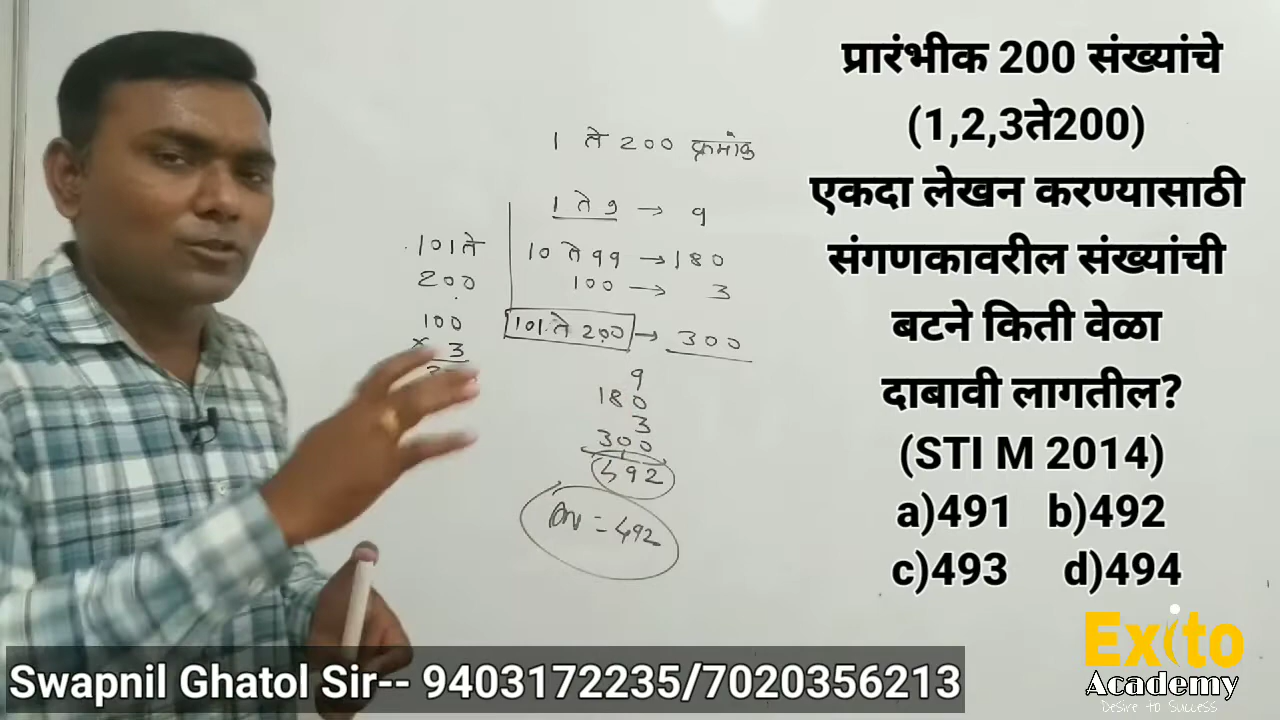 प्रारंभीक 200 संख्यांचे
(1,2,3ते200)
एकदा लेखन करण्यासाठी
संगणकावरील संख्यांची
बटने किती वेळा
दाबावी लागतील?
(STI M 2014)
a)491 b)492
c)493 d)494
1 ते 200 क्रमांक
1 ते 9 → 9
10 ते 99 → 180
100 → 3
101 ते 200 → 300
9
180
3
300
492
= 492
101ते
200
100
× 3
Exito
Academy
Desire to Success
Swapnil Ghatol Sir-- 9403172235/7020356213